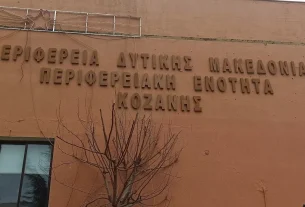 ΠΕΡΙΦΕΡΕΙΑ ΔΥΤΙΚΗΣ ΜΑΚΕΔΟΝΙΑΣ
ΠΕΡΙΦΕΡΕΙΑΚΗ ΕΝΟΤΗΤΑ
ΚΟΖΑΝΗΣ